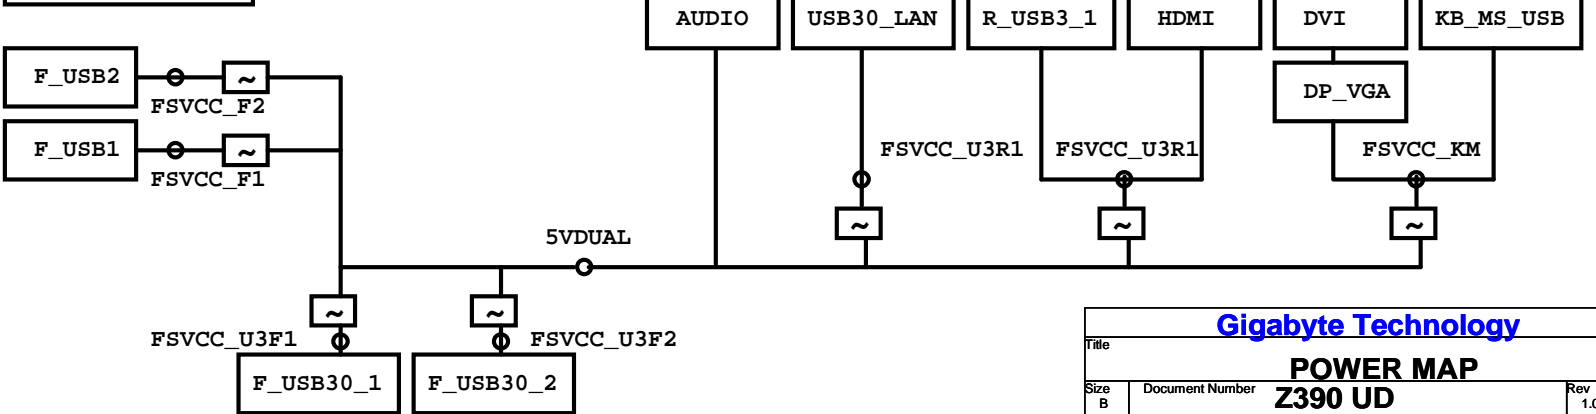 AUDIO USB30_LAN R_USB3_1 HDMI DVI KB_MS_USB
F_USB2 ~
DP_VGA
FSVCC_F2
F_USB1 ~ FSVCC_U3R1 FSVCC_U3R1 FSVCC_KM
FSVCC_F1
~ ~ ~
5VDUAL
~ ~
FSVCC_U3F1 FSVCC_U3F2
F_USB30_1 F_USB30_2
Gigabyte Technology
Title
POWER MAP
Size Document Number Rev
B Z390 UD